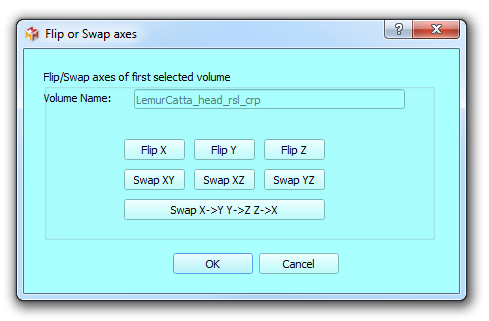 Flip or Swap axes
Flip/Swap axes of first selected volume
Volume Name: LemurCatta_head_rsl_crp
Flip X Flip Y Flip Z
Swap XY Swap XZ Swap YZ
Swap X->Y Y->Z Z->X
OK Cancel